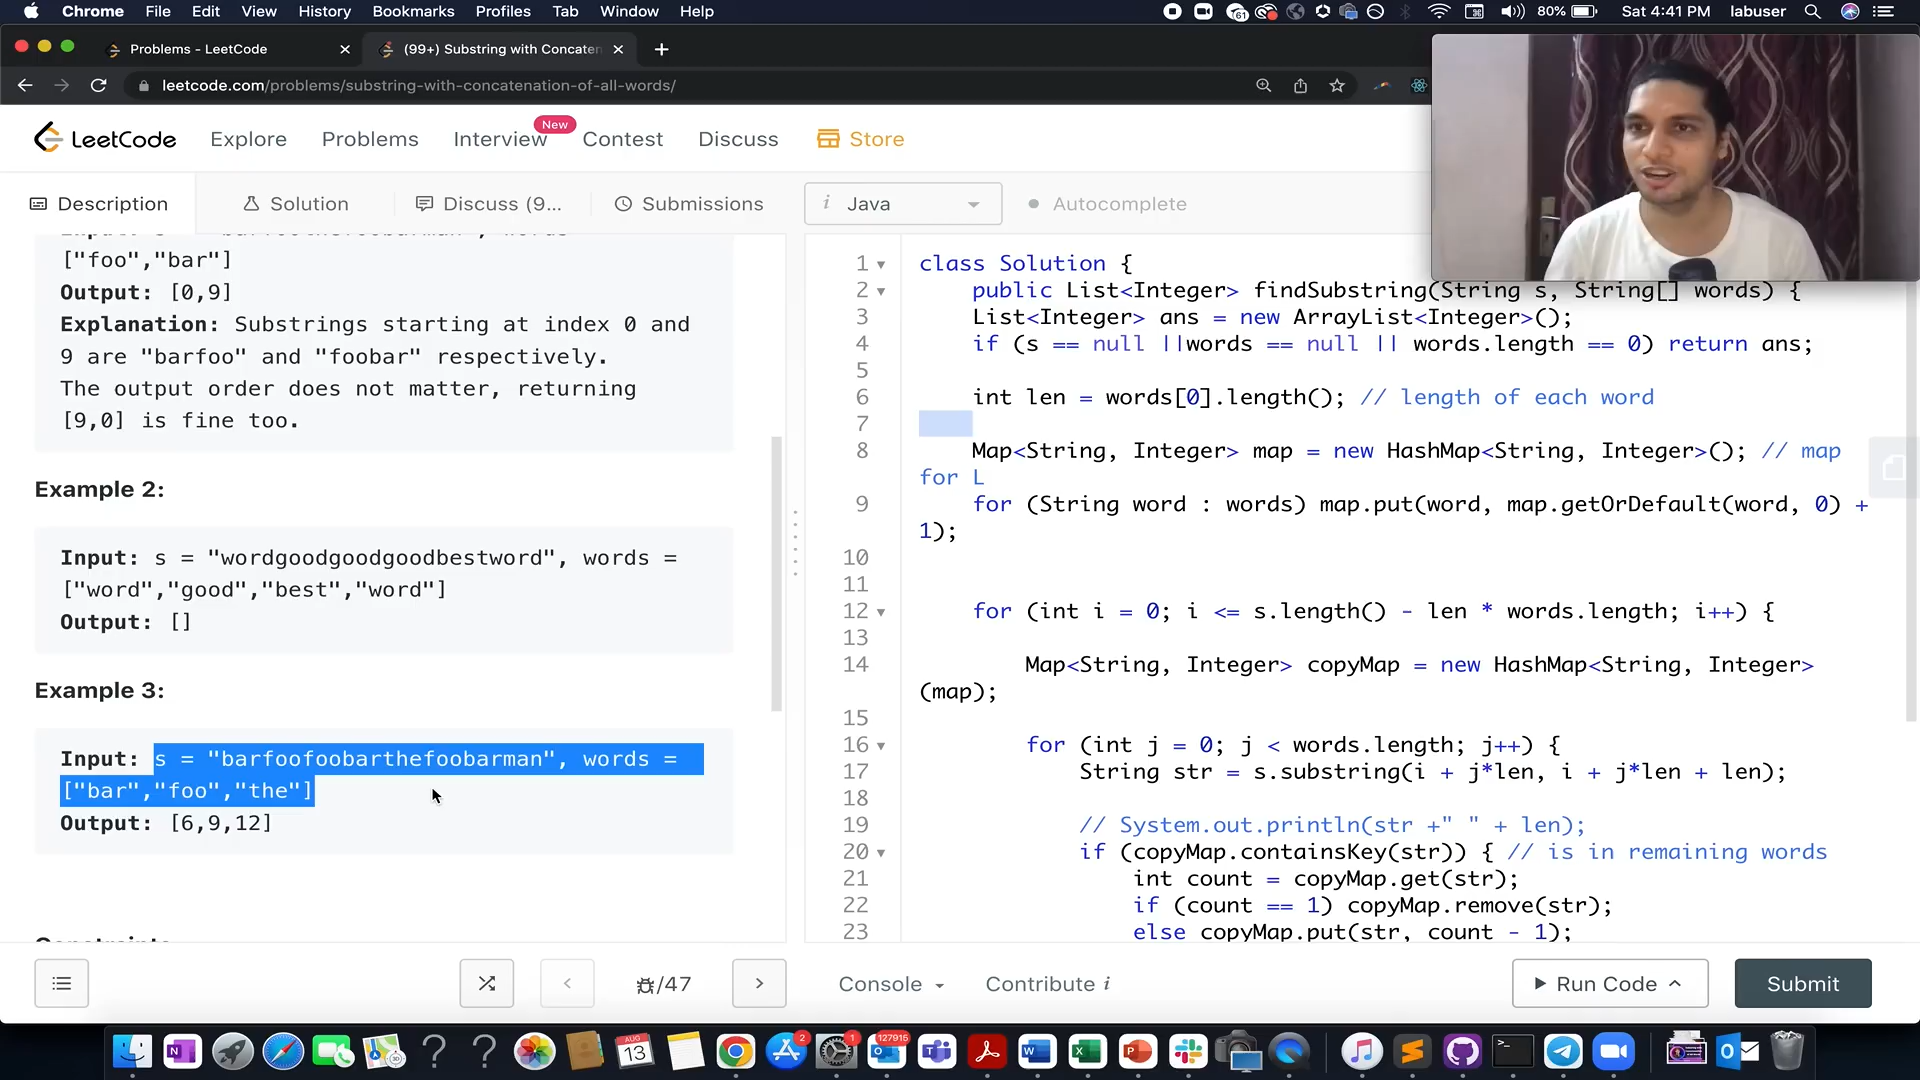 Chrome File Edit View History Bookmarks Profiles Tab Window Help
61 80% Sat 4:41 PM labuser
Problems - LeetCode
(99+) Substring with Concaten
leetcode.com/problems/substring-with-concatenation-of-all-words/
LeetCode Explore Problems Interview New Contest Discuss Store
Description Solution Discuss (9... Submissions
i Java Autocomplete
["foo","bar"]
Output: [0,9]
Explanation: Substrings starting at index 0 and
9 are "barfoo" and "foobar" respectively.
The output order does not matter, returning
[9,0] is fine too.
Example 2:
Input: s = "wordgoodgoodgoodbestword", words =
["word","good","best","word"]
Output: []
Example 3:
Input: s = "barfoofoobarthefoobarman", words =
["bar","foo","the"]
Output: [6,9,12]
Constraints
1 class Solution {
2 public List<Integer> findSubstring(String s, String[] words) {
3 List<Integer> ans = new ArrayList<Integer>();
4 if (s == null ||words == null || words.length == 0) return ans;
5
6 int len = words[0].length(); // length of each word
7
8 Map<String, Integer> map = new HashMap<String, Integer>(); // map
for L
9 for (String word : words) map.put(word, map.getOrDefault(word, 0) +
1);
10
11
12 for (int i = 0; i <= s.length() - len * words.length; i++) {
13
14 Map<String, Integer> copyMap = new HashMap<String, Integer>
(map);
15
16 for (int j = 0; j < words.length; j++) {
17 String str = s.substring(i + j*len, i + j*len + len);
18
19 // System.out.println(str +" " + len);
20 if (copyMap.containsKey(str)) { // is in remaining words
21 int count = copyMap.get(str);
22 if (count == 1) copyMap.remove(str);
23 else copyMap.put(str, count - 1);
/47
Console Contribute i
Run Code Submit
AUG 13 2 1 127915